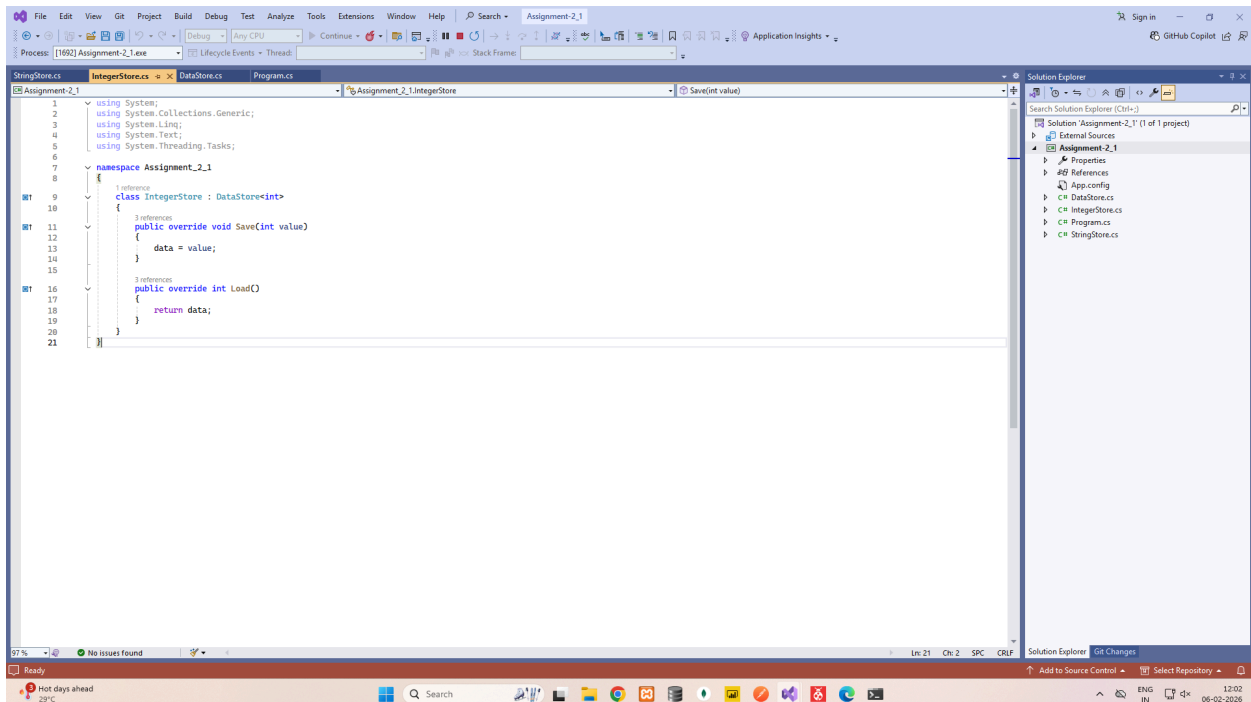 File Edit View Git Project Build Debug Test Analyze Tools Extensions Window Help Search Assignment-2_1 Sign in
Debug Any CPU Continue Application Insights GitHub Copilot
Process: [1692] Assignment-2_1.exe Lifecycle Events Thread: Stack Frame:
StringStore.cs IntegerStore.cs DataStore.cs Program.cs
Assignment-2_1 Assignment_2_1.IntegerStore Save(int value)
1 using System;
2 using System.Collections.Generic;
3 using System.Linq;
4 using System.Text;
5 using System.Threading.Tasks;
6
7 namespace Assignment_2_1
8 {
1 reference
9 class IntegerStore : DataStore<int>
10 {
3 references
11 public override void Save(int value)
12 {
13 data = value;
14 }
15
3 references
16 public override int Load()
17 {
18 return data;
19 }
20 }
21 }
97 % No issues found Ln: 21 Ch: 2 SPC CRLF
Solution Explorer
Search Solution Explorer (Ctrl+;)
Solution 'Assignment-2_1' (1 of 1 project)
External Sources
Assignment-2_1
Properties
References
App.config
C# DataStore.cs
C# IntegerStore.cs
C# Program.cs
C# StringStore.cs
Solution Explorer Git Changes
Ready Add to Source Control Select Repository
3 Hot days ahead
29°C
Search
ENG
IN
12:02
06-02-2026